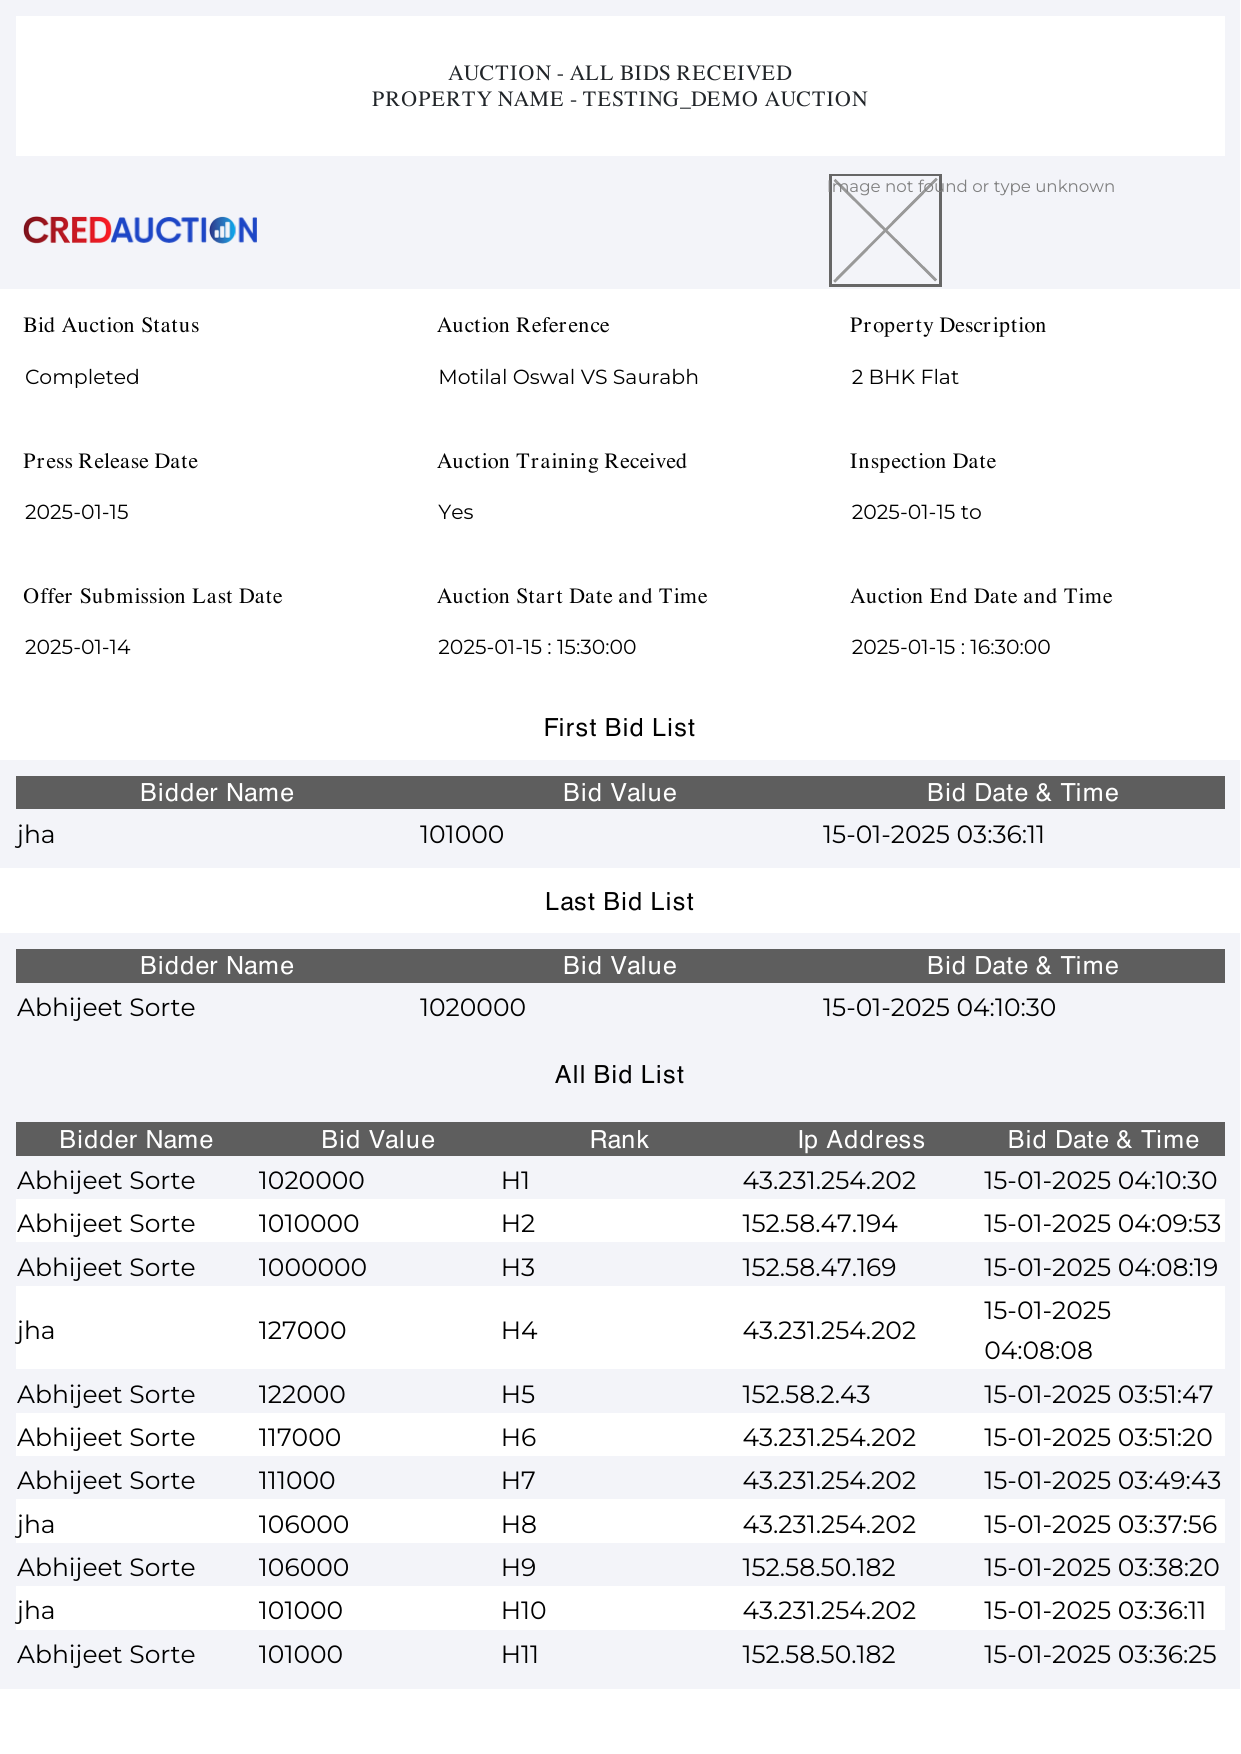 AUCTION - ALL BIDS RECEIVED
PROPERTY NAME - TESTING_DEMO AUCTION
CREDAUCTION
Image not found or type unknown
Bid Auction Status Auction Reference Property Description
Completed Motilal Oswal VS Saurabh 2 BHK Flat
Press Release Date Auction Training Received Inspection Date
2025-01-15 Yes 2025-01-15 to
Offer Submission Last Date Auction Start Date and Time Auction End Date and Time
2025-01-14 2025-01-15 : 15:30:00 2025-01-15 : 16:30:00
First Bid List
Bidder Name Bid Value Bid Date & Time
jha 101000 15-01-2025 03:36:11
Last Bid List
Bidder Name Bid Value Bid Date & Time
Abhijeet Sorte 1020000 15-01-2025 04:10:30
All Bid List
Bidder Name Bid Value Rank Ip Address Bid Date & Time
Abhijeet Sorte 1020000 H1 43.231.254.202 15-01-2025 04:10:30
Abhijeet Sorte 1010000 H2 152.58.47.194 15-01-2025 04:09:53
Abhijeet Sorte 1000000 H3 152.58.47.169 15-01-2025 04:08:19
jha 127000 H4 43.231.254.202 15-01-2025
04:08:08
Abhijeet Sorte 122000 H5 152.58.2.43 15-01-2025 03:51:47
Abhijeet Sorte 117000 H6 43.231.254.202 15-01-2025 03:51:20
Abhijeet Sorte 111000 H7 43.231.254.202 15-01-2025 03:49:43
jha 106000 H8 43.231.254.202 15-01-2025 03:37:56
Abhijeet Sorte 106000 H9 152.58.50.182 15-01-2025 03:38:20
jha 101000 H10 43.231.254.202 15-01-2025 03:36:11
Abhijeet Sorte 101000 H11 152.58.50.182 15-01-2025 03:36:25